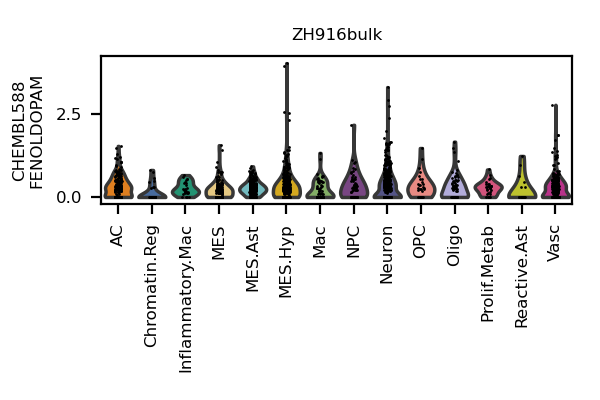 ZH916bulk
CHEMBL588
FENOLDOPAM
2.5
0.0
AC
Chromatin.Reg
Inflammatory.Mac
MES
MES.Ast
MES.Hyp
Mac
NPC
Neuron
OPC
Oligo
Prolif.Metab
Reactive.Ast
Vasc